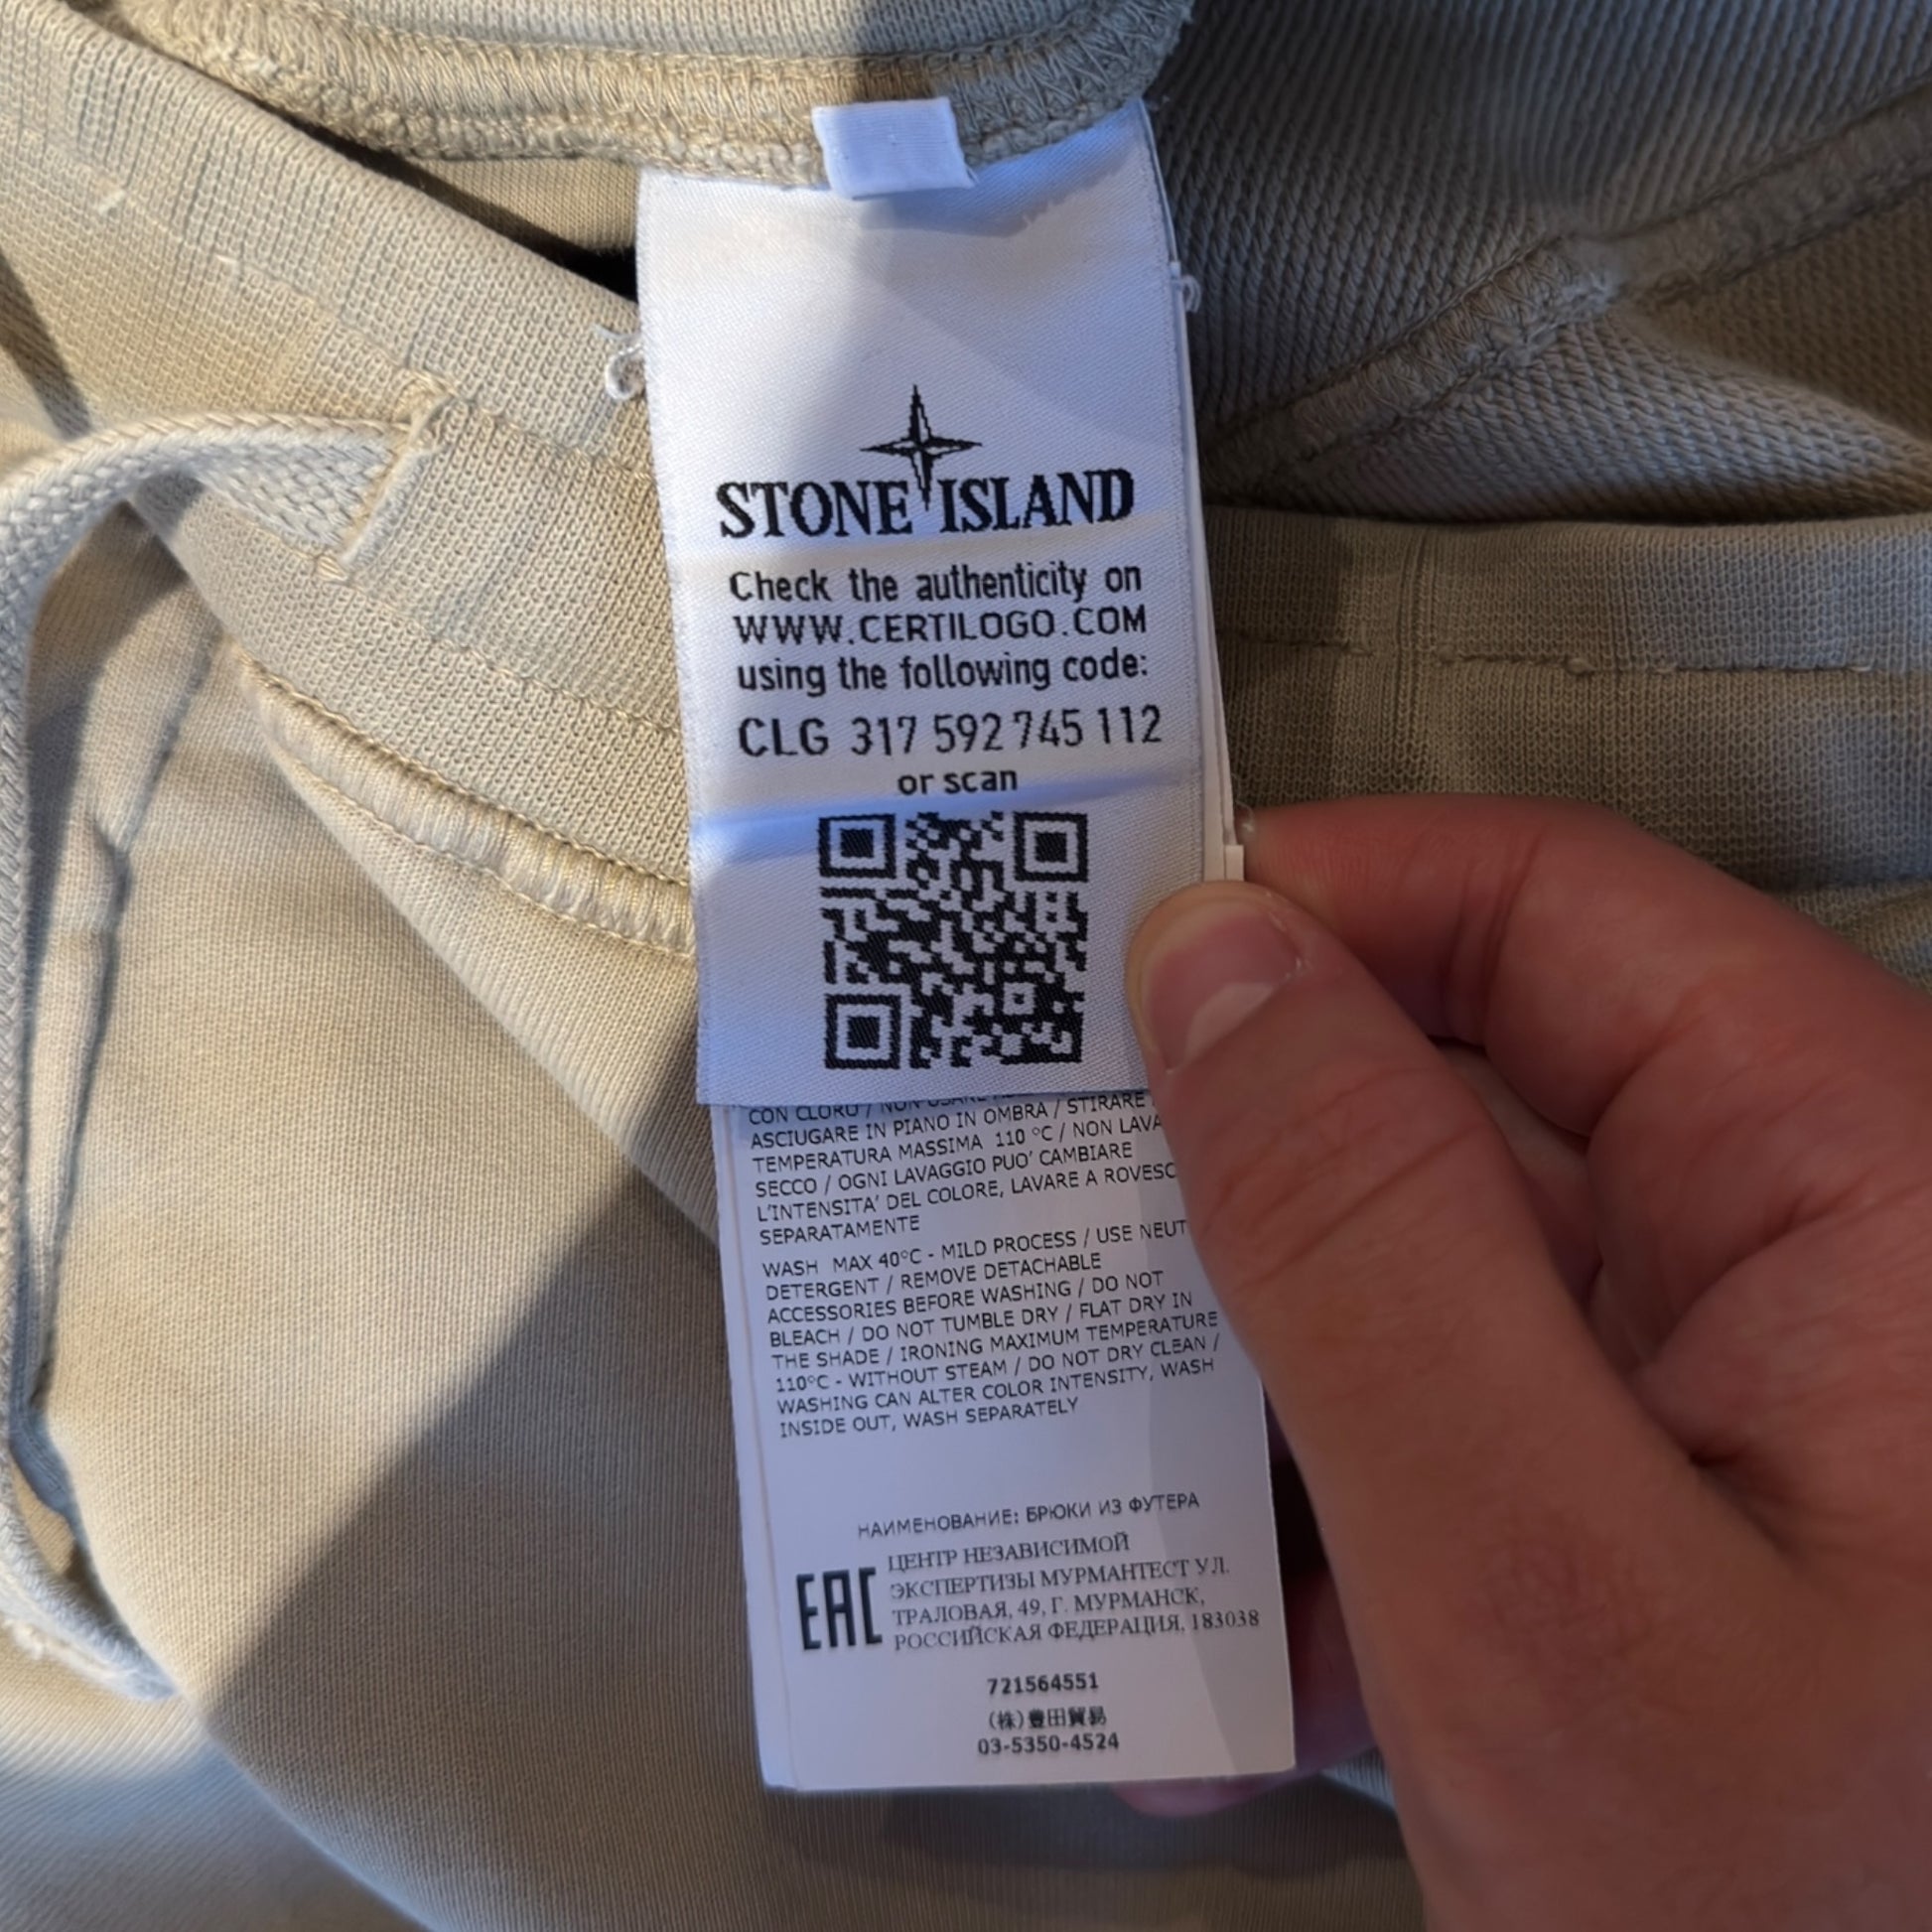 STONE ISLAND
Check the authenticity on
WWW.CERTILOGO.COM
using the following code:
CLG 317 592 745 112
or scan
CON CLORO / NON USARE
ASCIUGARE IN PIANO IN OMBRA / STIRARE
TEMPERATURA MASSIMA 110 °C / NON LAVA
SECCO / OGNI LAVAGGIO PUO' CAMBIARE
L'INTENSITA' DEL COLORE, LAVARE A ROVESC
SEPARATAMENTE
WASH MAX 40°C - MILD PROCESS / USE NEUT
DETERGENT / REMOVE DETACHABLE
ACCESSORIES BEFORE WASHING / DO NOT
BLEACH / DO NOT TUMBLE DRY / FLAT DRY IN
THE SHADE / IRONING MAXIMUM TEMPERATURE
110°C - WITHOUT STEAM / DO NOT DRY CLEAN /
WASHING CAN ALTER COLOR INTENSITY, WASH
INSIDE OUT, WASH SEPARATELY
НАИМЕНОВАНИЕ: БРЮКИ ИЗ ФУТЕРА
EAC
ЦЕНТР НЕЗАВИСИМОЙ
ЭКСПЕРТИЗЫ МУРМАНТЕСТ УЛ.
ТРАЛОВАЯ, 49, Г. МУРМАНСК,
РОССИЙСКАЯ ФЕДЕРАЦИЯ, 183038
721564551
(株)豊田貿易
03-5350-4524